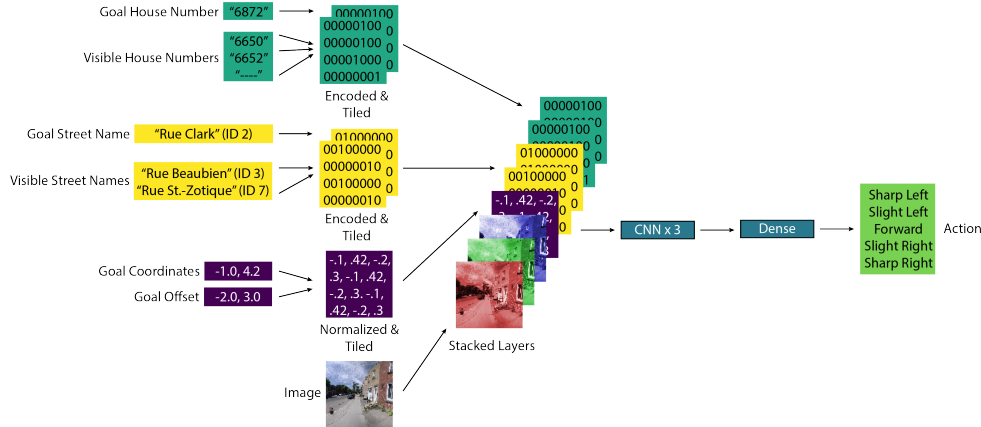 Goal House Number
"6872"
Visible House Numbers
"6650"
"6652"
"----"
00000100
0
00000100
00000100
0
00001000
0
00000001
Encoded &
Tiled
Goal Street Name
"Rue Clark" (ID 2)
Visible Street Names
"Rue Beaubien" (ID 3)
"Rue St.-Zotique" (ID 7)
01000000
00100000
0
00000010
0
00100000
0
00000010
Encoded &
Tiled
Goal Coordinates
-1.0, 4.2
Goal Offset
-2.0, 3.0
-.1, .42, -.2,
.3, -.1, .42,
-.2, .3. -.1,
.42, -.2, .3
Normalized &
Tiled
Image
00000100
0
00000100
0
1
01000000
0
00100000
0
0
-.1, .42, -.2,
Stacked Layers
CNN x 3
Dense
Sharp Left
Slight Left
Forward
Slight Right
Sharp Right
Action